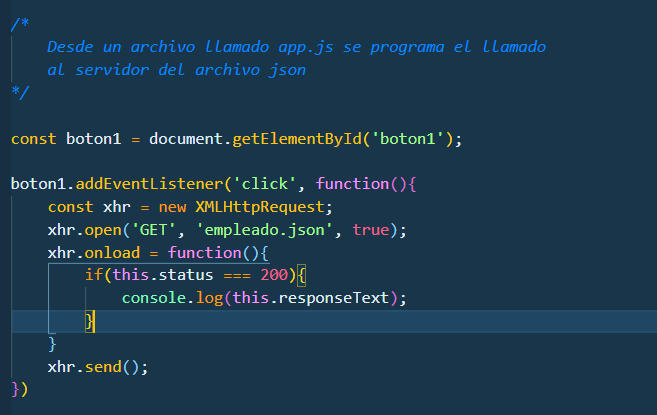 /*
Desde un archivo llamado app.js se programa el llamado
al servidor del archivo json
*/
const boton1 = document.getElementById('boton1');
boton1.addEventListener('click', function(){
const xhr = new XMLHttpRequest;
xhr.open('GET', 'empleado.json', true);
xhr.onload = function(){
if(this.status === 200){
console.log(this.responseText);
}
}
xhr.send();
})